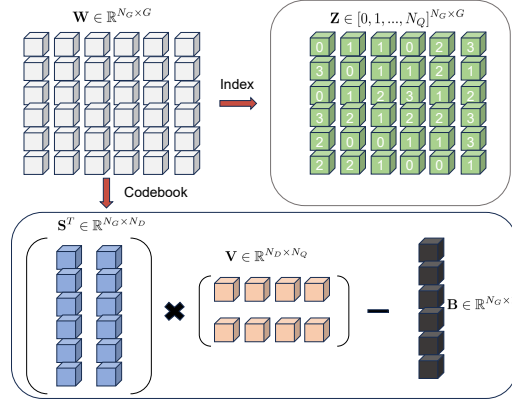 W ∈ ℝ^{N_G×G}
Z ∈ [0, 1, ..., N_Q]^{N_G×G}
0 1 1 0 2 3
3 0 1 1 2 1
0 1 2 3 1 2
3 2 1 2 1 3
2 0 0 1 0 1
2 2 1 0 0 1
Index
Codebook
S^T ∈ ℝ^{N_G×N_D}
V ∈ ℝ^{N_D×N_Q}
B ∈ ℝ^{N_G×